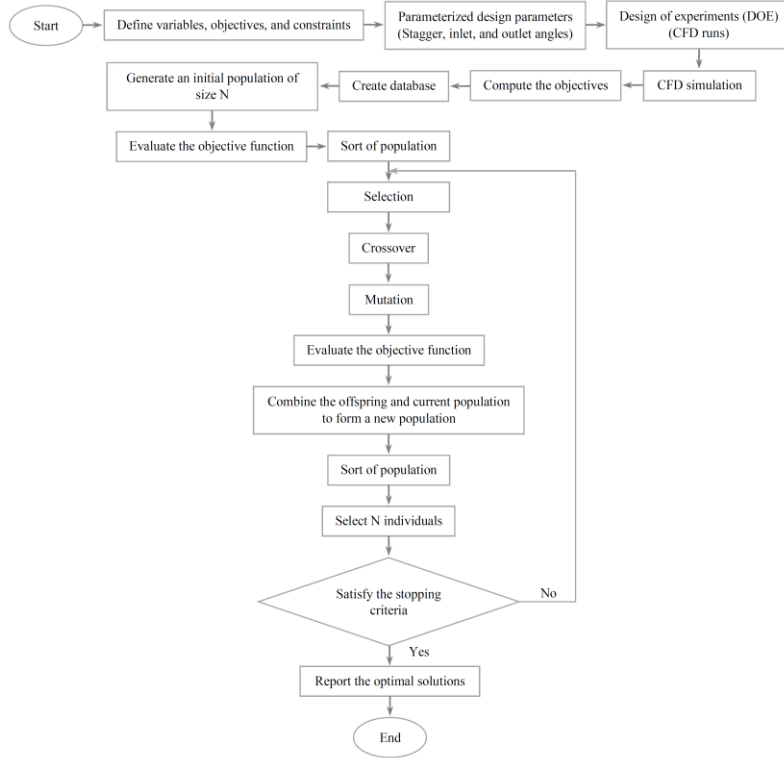 Start
Define variables, objectives, and constraints
Parameterized design parameters
(Stagger, inlet, and outlet angles)
Design of experiments (DOE)
(CFD runs)
CFD simulation
Compute the objectives
Create database
Generate an initial population of
size N
Evaluate the objective function
Sort of population
Selection
Crossover
Mutation
Evaluate the objective function
Combine the offspring and current population
to form a new population
Sort of population
Select N individuals
Satisfy the stopping
criteria
No
Yes
Report the optimal solutions
End